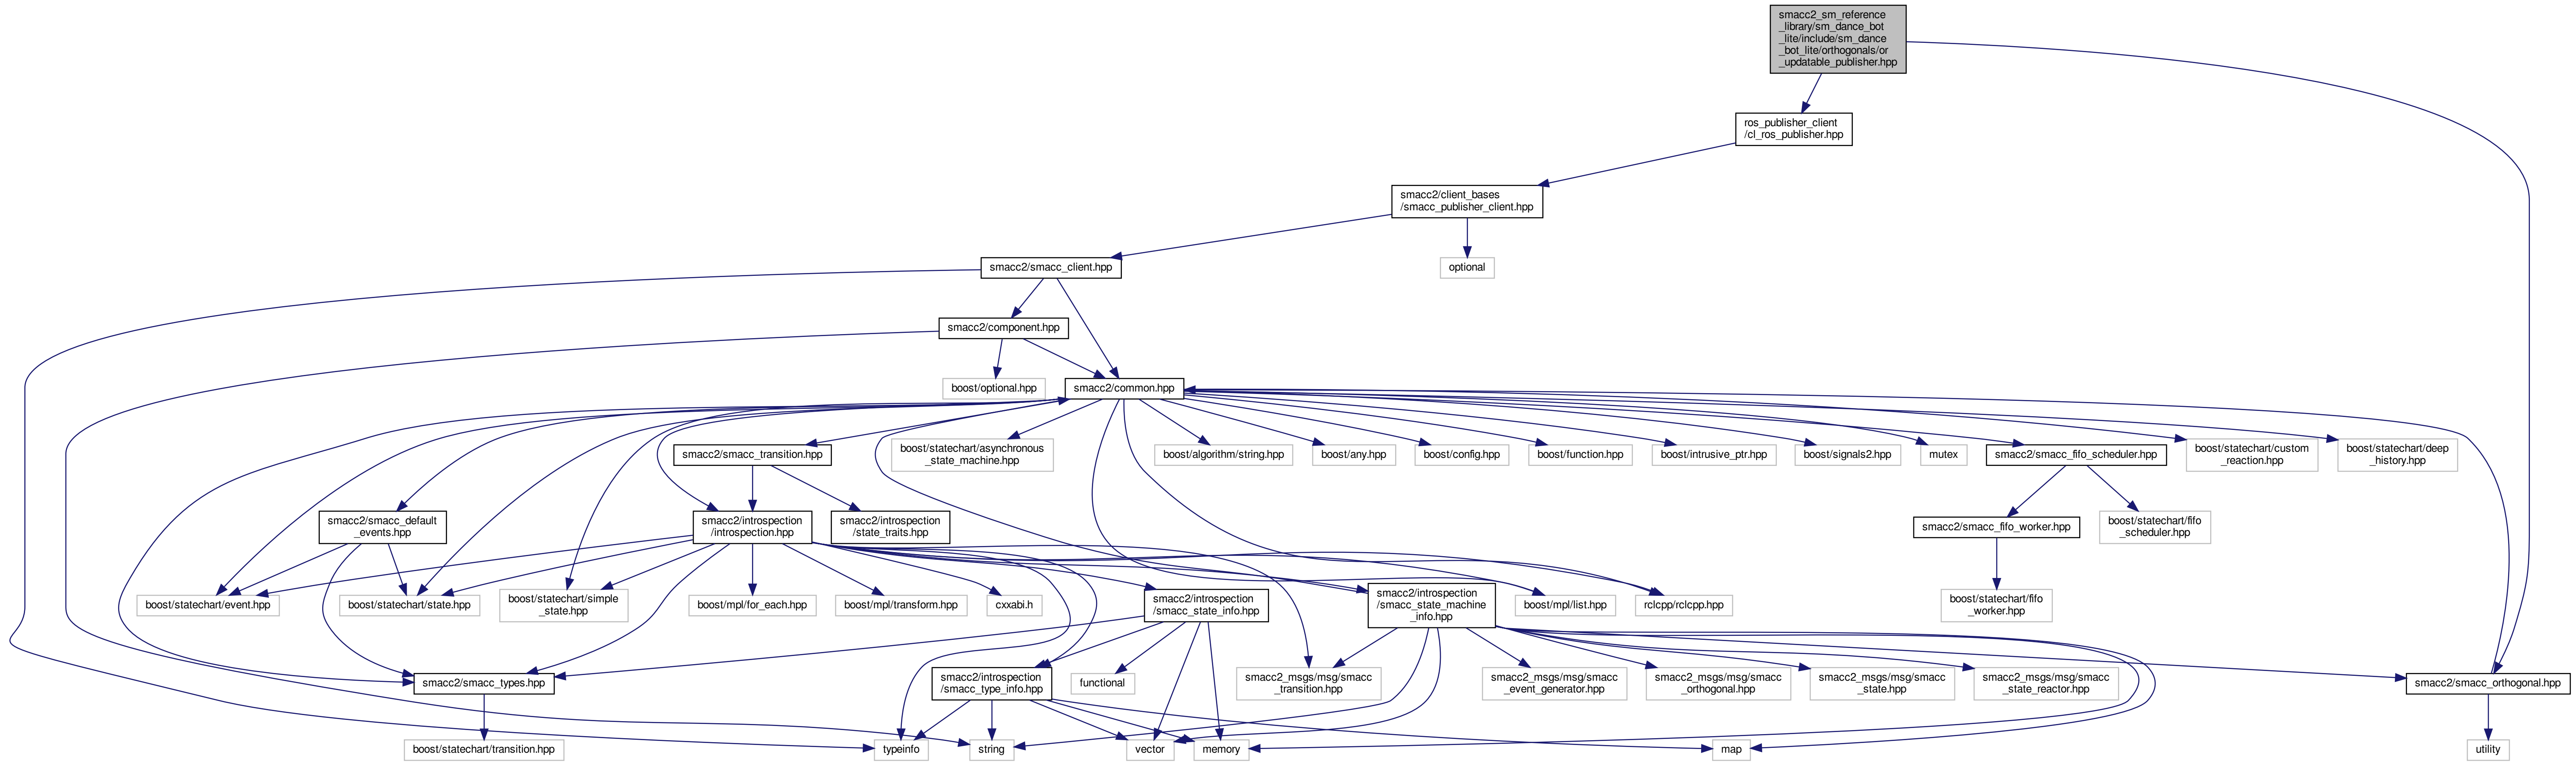 smacc2_sm_reference
_library/sm_dance_bot
_lite/include/sm_dance
_bot_lite/orthogonals/or
_updatable_publisher.hpp
ros_publisher_client
/cl_ros_publisher.hpp
smacc2/client_bases
/smacc_publisher_client.hpp
smacc2/smacc_client.hpp
optional
smacc2/component.hpp
boost/optional.hpp
smacc2/common.hpp
smacc2/smacc_transition.hpp
boost/statechart/asynchronous
_state_machine.hpp
boost/algorithm/string.hpp
boost/any.hpp
boost/config.hpp
boost/function.hpp
boost/intrusive_ptr.hpp
boost/signals2.hpp
mutex
smacc2/smacc_fifo_scheduler.hpp
boost/statechart/custom
_reaction.hpp
boost/statechart/deep
_history.hpp
smacc2/smacc_default
_events.hpp
smacc2/introspection
/introspection.hpp
smacc2/introspection
/state_traits.hpp
smacc2/smacc_fifo_worker.hpp
boost/statechart/fifo
_scheduler.hpp
boost/statechart/event.hpp
boost/statechart/state.hpp
boost/statechart/simple
_state.hpp
boost/mpl/for_each.hpp
boost/mpl/transform.hpp
cxxabi.h
smacc2/introspection
/smacc_state_info.hpp
smacc2/introspection
/smacc_state_machine
_info.hpp
boost/mpl/list.hpp
rclcpp/rclcpp.hpp
boost/statechart/fifo
_worker.hpp
smacc2/smacc_types.hpp
smacc2/introspection
/smacc_type_info.hpp
functional
smacc2_msgs/msg/smacc
_transition.hpp
smacc2_msgs/msg/smacc
_event_generator.hpp
smacc2_msgs/msg/smacc
_orthogonal.hpp
smacc2_msgs/msg/smacc
_state.hpp
smacc2_msgs/msg/smacc
_state_reactor.hpp
smacc2/smacc_orthogonal.hpp
boost/statechart/transition.hpp
typeinfo
string
vector
memory
map
utility